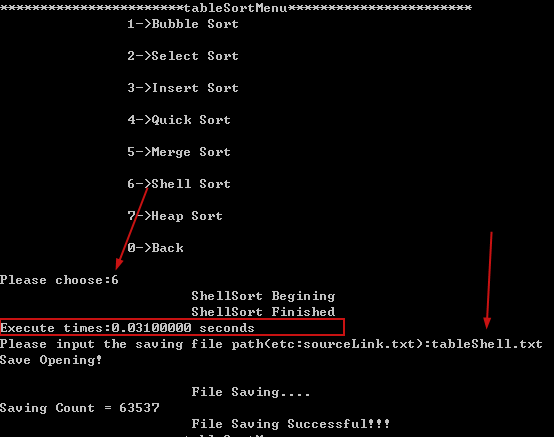 ***********************tableSortMenu***********************
1->Bubble Sort
2->Select Sort
3->Insert Sort
4->Quick Sort
5->Merge Sort
6->Shell Sort
7->Heap Sort
0->Back
Please choose:6
ShellSort Begining
ShellSort Finished
Execute times:0.03100000 seconds
Please input the saving file path(etc:sourceLink.txt):tableShell.txt
Save Opening!
File Saving....
Saving Count = 63537
File Saving Successful!!!